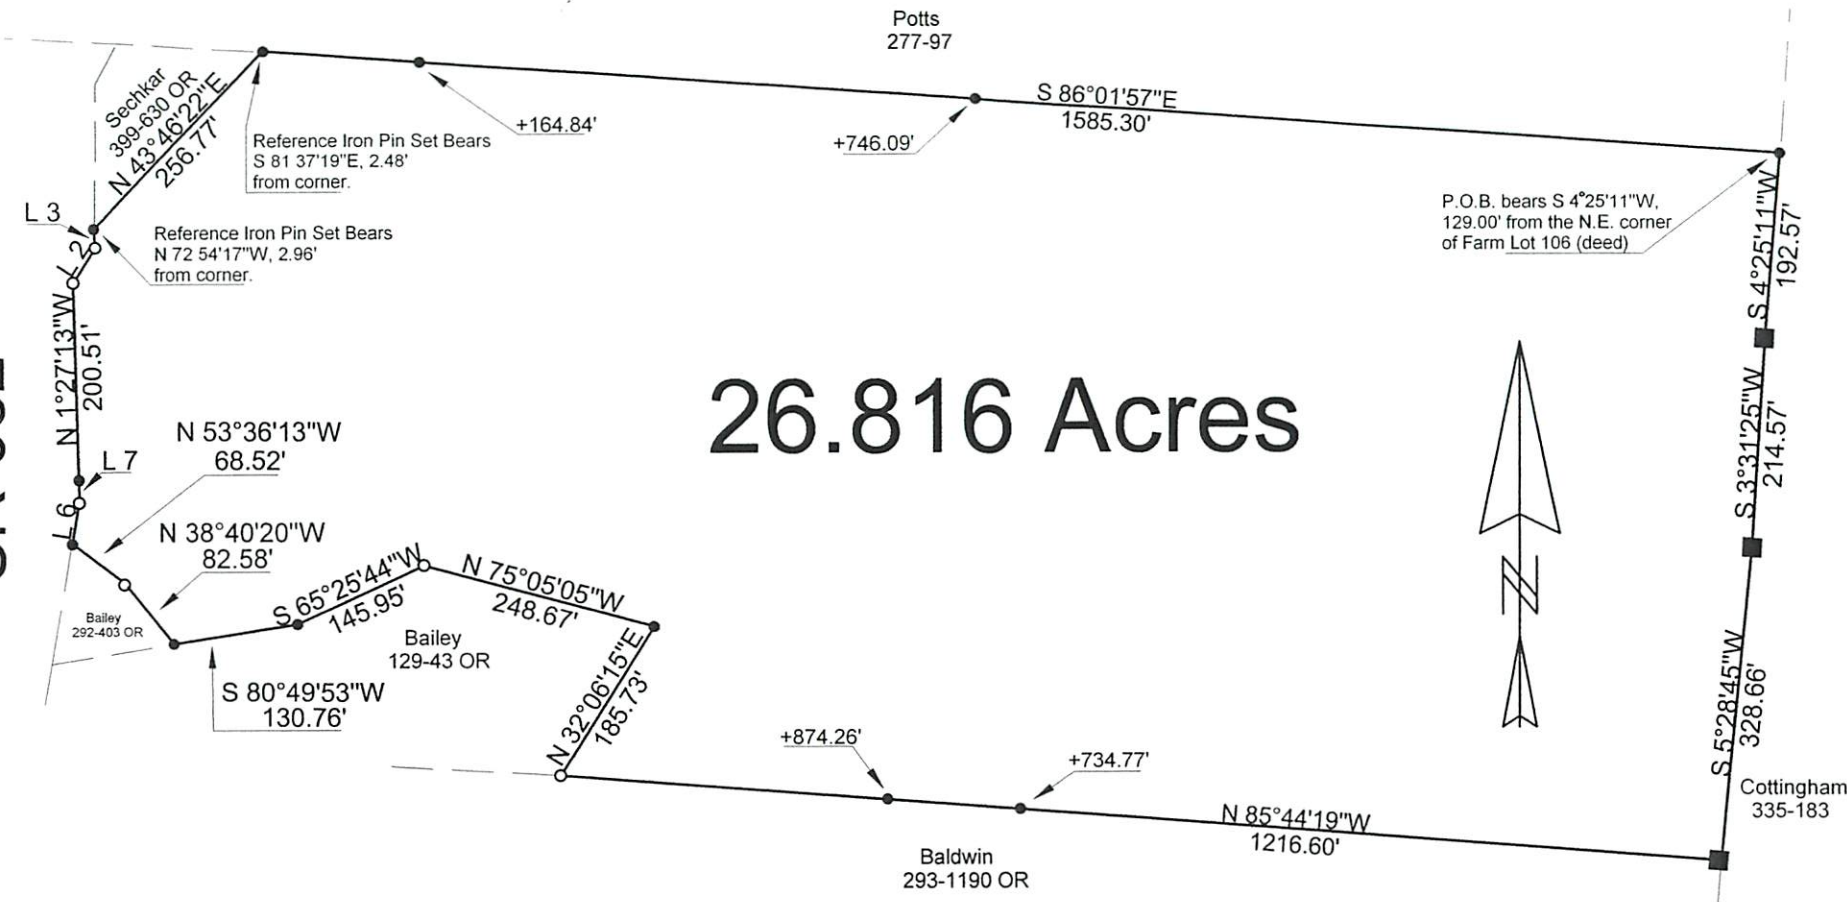 Potts
277-97
Sechkar
399-630 OR
N 43°46'22"E
256.77'
S 86°01'57"E
1585.30'
+164.84'
+746.09'
Reference Iron Pin Set Bears
S 81 37'19"E, 2.48'
from corner.
P.O.B. bears S 4°25'11"W,
129.00' from the N.E. corner
of Farm Lot 106 (deed)
S 4°25'11"W
192.57'
L 3
Reference Iron Pin Set Bears
N 72 54'17"W, 2.96'
from corner.
L 2
N 1°27'13"W
200.51'
26.816 Acres
S 3°31'25"W
214.57'
N 53°36'13"W
68.52'
L 7
L 6
N 38°40'20"W
82.58'
S 65°25'44"W
145.95'
N 75°05'05"W
248.67'
N
Bailey
292-403 OR
Bailey
129-43 OR
S 80°49'53"W
130.76'
N 32°06'15"E
185.73'
S 5°28'45"W
328.66'
+874.26'
+734.77'
N 85°44'19"W
1216.60'
Cottingham
335-183
Baldwin
293-1190 OR